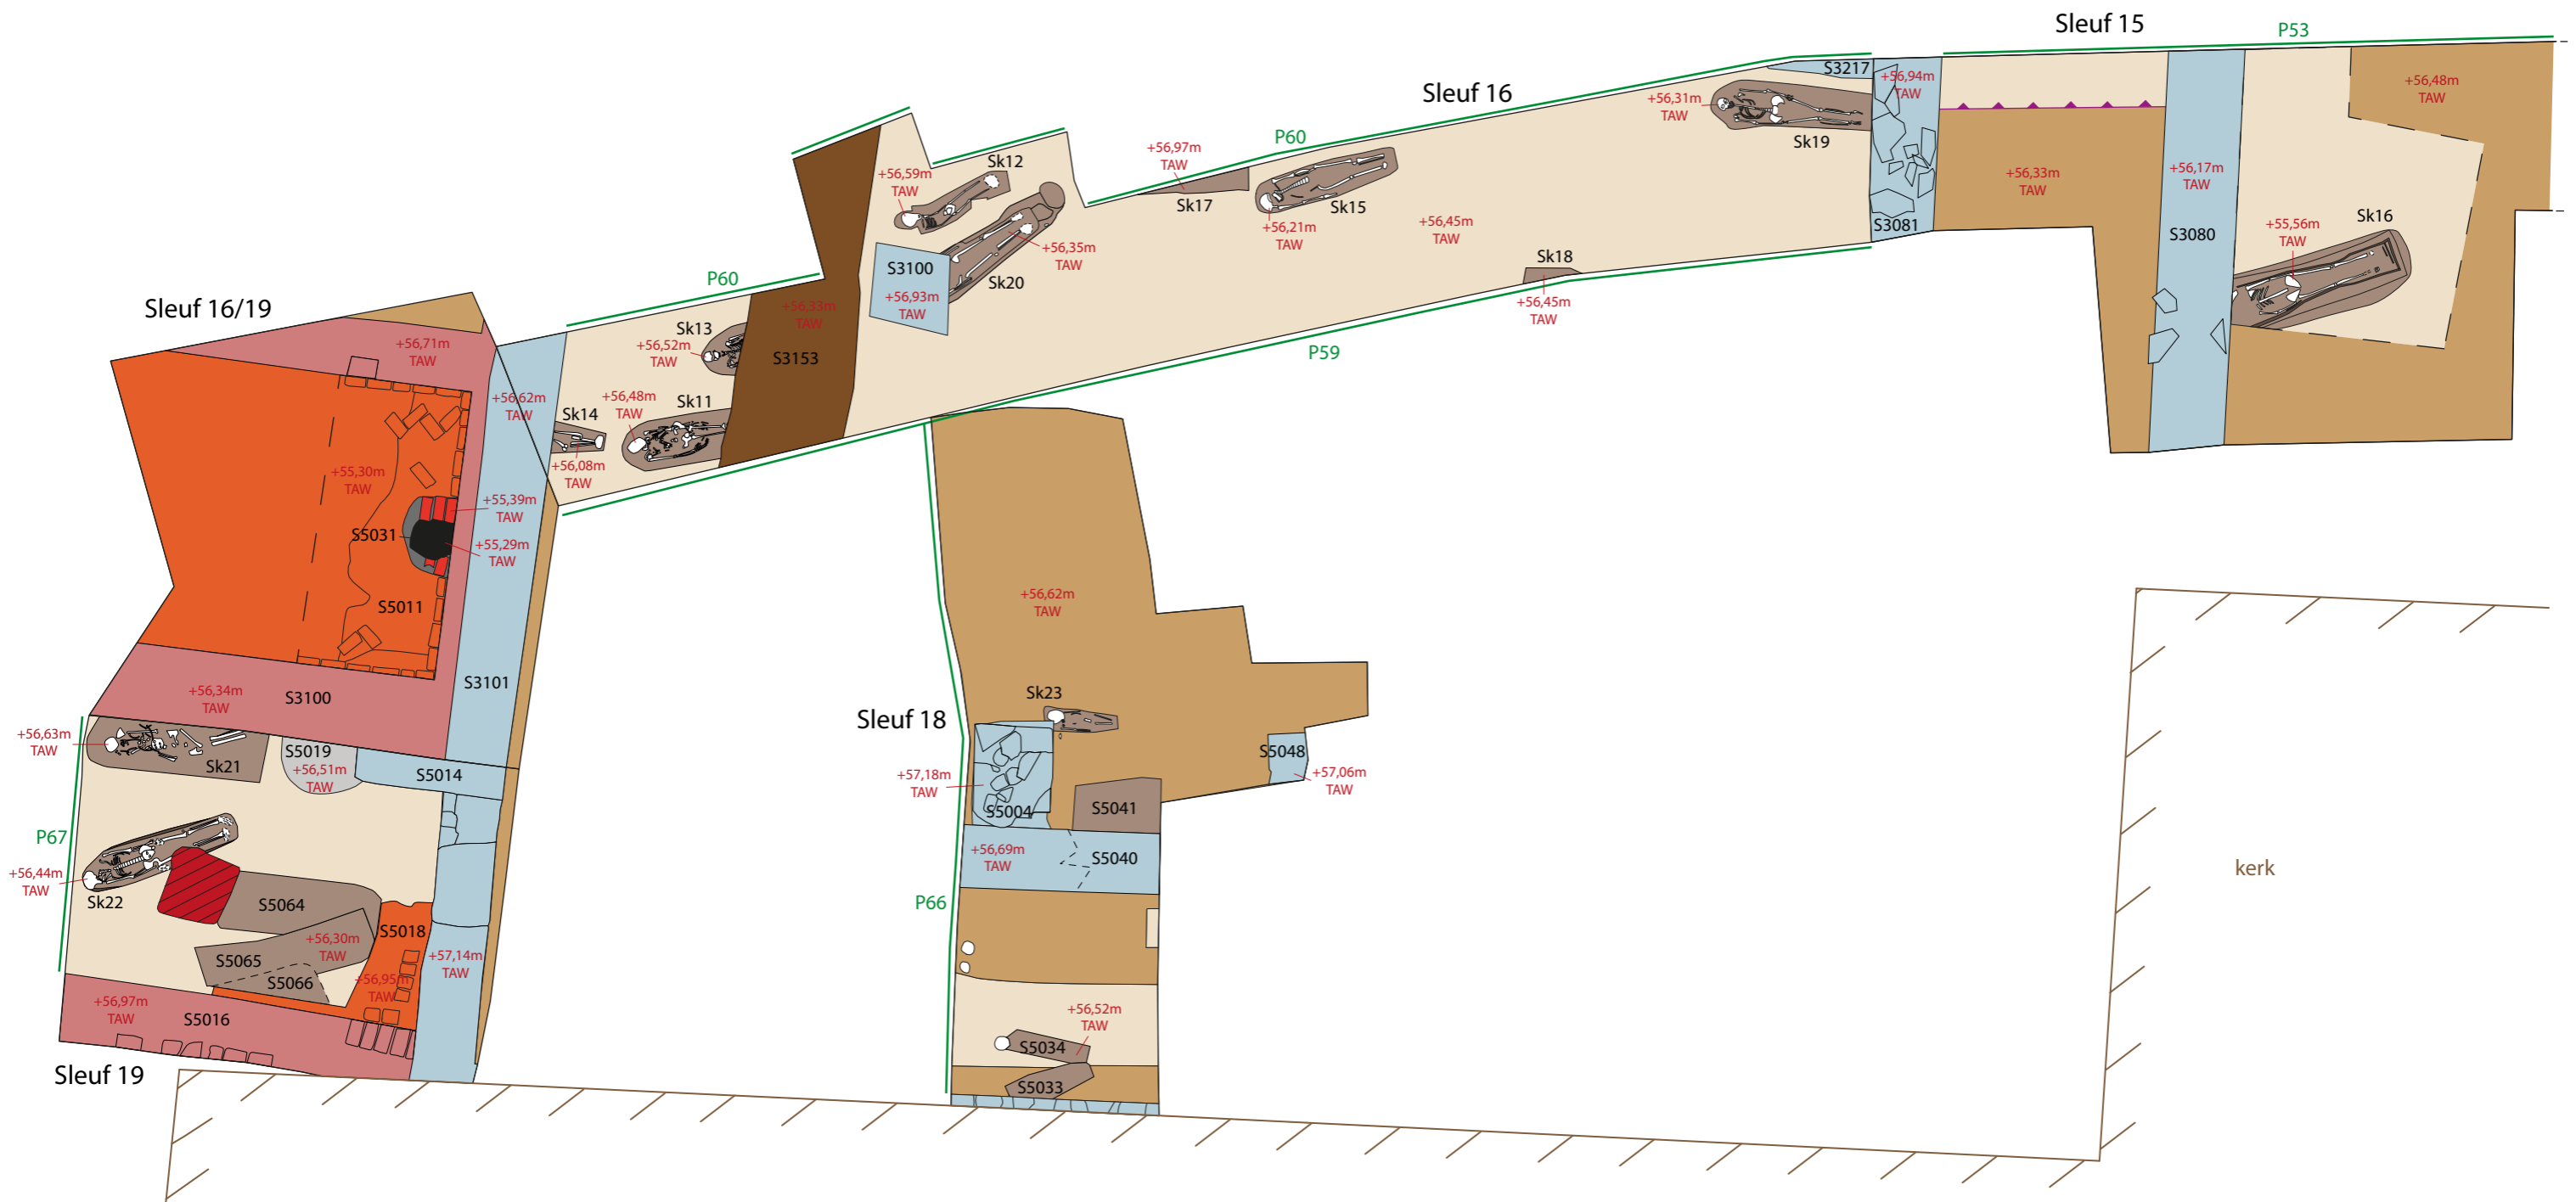 Sleuf 15
P53
Sleuf 16
S3217
+56,94m
TAW
+56,48m
TAW
+56,31m
TAW
Sk19
P60
+56,97m
TAW
Sk17
Sk15
+56,21m
TAW
+56,45m
TAW
Sk18
+56,45m
TAW
S3081
+56,33m
TAW
+56,17m
TAW
S3080
Sk16
+55,56m
TAW
Sk12
+56,59m
TAW
+56,35m
TAW
Sk20
S3100
+56,93m
TAW
P59
P60
Sleuf 16/19
+56,33m
TAW
S3153
Sk13
+56,52m
TAW
+56,71m
TAW
+56,62m
TAW
Sk14
+56,48m
TAW
Sk11
+56,08m
TAW
+55,30m
TAW
+55,39m
TAW
S5031
+55,29m
TAW
S5011
S3101
+56,34m
TAW
S3100
+56,63m
TAW
Sk21
S5019
+56,51m
TAW
S5014
P67
+56,44m
TAW
Sk22
S5064
+56,30m
TAW
S5065
S5066
S5018
+56,95m
TAW
+57,14m
TAW
+56,97m
TAW
S5016
Sleuf 19
+56,62m
TAW
Sk23
Sleuf 18
S5048
+57,06m
TAW
+57,18m
TAW
S5004
S5041
+56,69m
TAW
S5040
P66
+56,52m
TAW
S5034
S5033
kerk